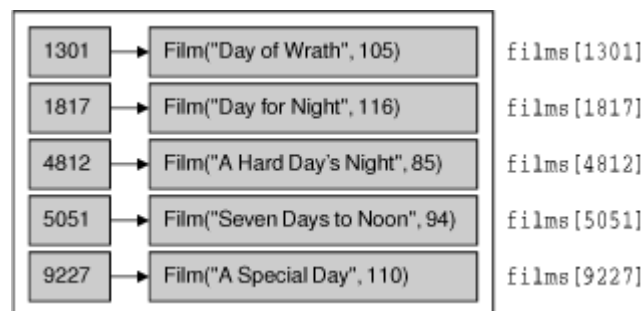 1301 Film("Day of Wrath", 105) films[1301]
1817 Film("Day for Night", 116) films[1817]
4812 Film("A Hard Day's Night", 85) films[4812]
5051 Film("Seven Days to Noon", 94) films[5051]
9227 Film("A Special Day", 110) films[9227]